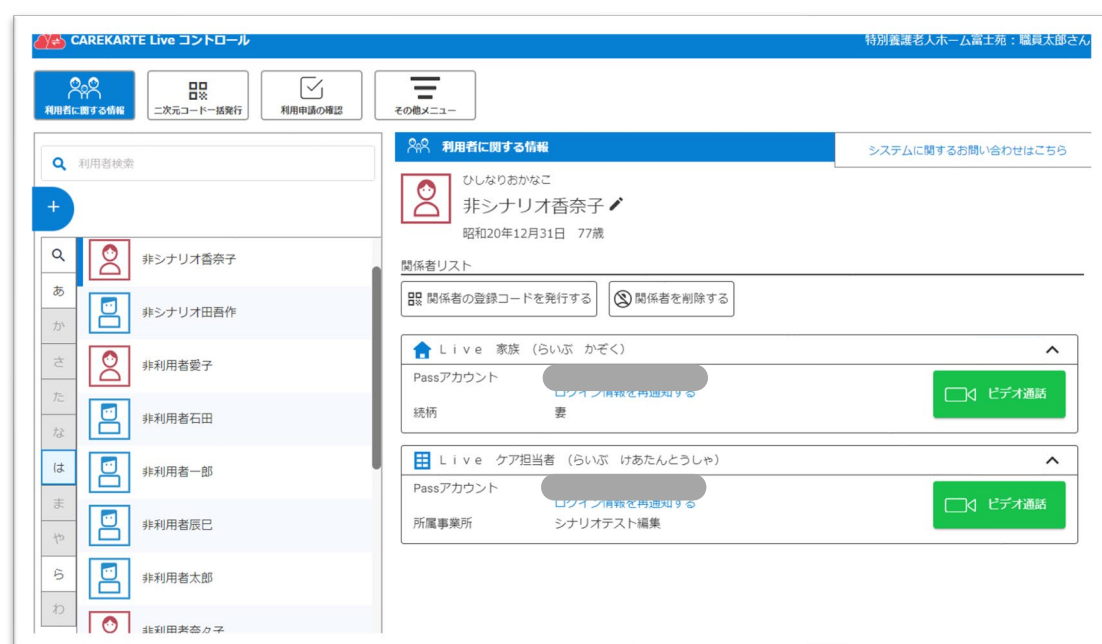 CAREKARTE Live コントロール
特別養護老人ホーム富士苑:職員太郎さん
利用者に関する情報
二次元コード一括発行
利用申請の確認
その他メニュー
利用者検索
+
あ
か
さ
た
な
は
ま
や
ら
わ
非シナリオ香奈子
非シナリオ田吾作
非利用者愛子
非利用者石田
非利用者一郎
非利用者辰巳
非利用者太郎
非利用者奈々子
利用者に関する情報
システムに関するお問い合わせはこちら
ひしなりおかなこ
非シナリオ香奈子
昭和20年12月31日 77歳
関係者リスト
関係者の登録コードを発行する
関係者を削除する
Live 家族 (らいぶ かぞく)
Passアカウント
ログイン情報を再通知する
続柄 妻
ビデオ通話
Live ケア担当者 (らいぶ けあたんとうしゃ)
Passアカウント
ログイン情報を再通知する
所属事業所 シナリオテスト編集
ビデオ通話